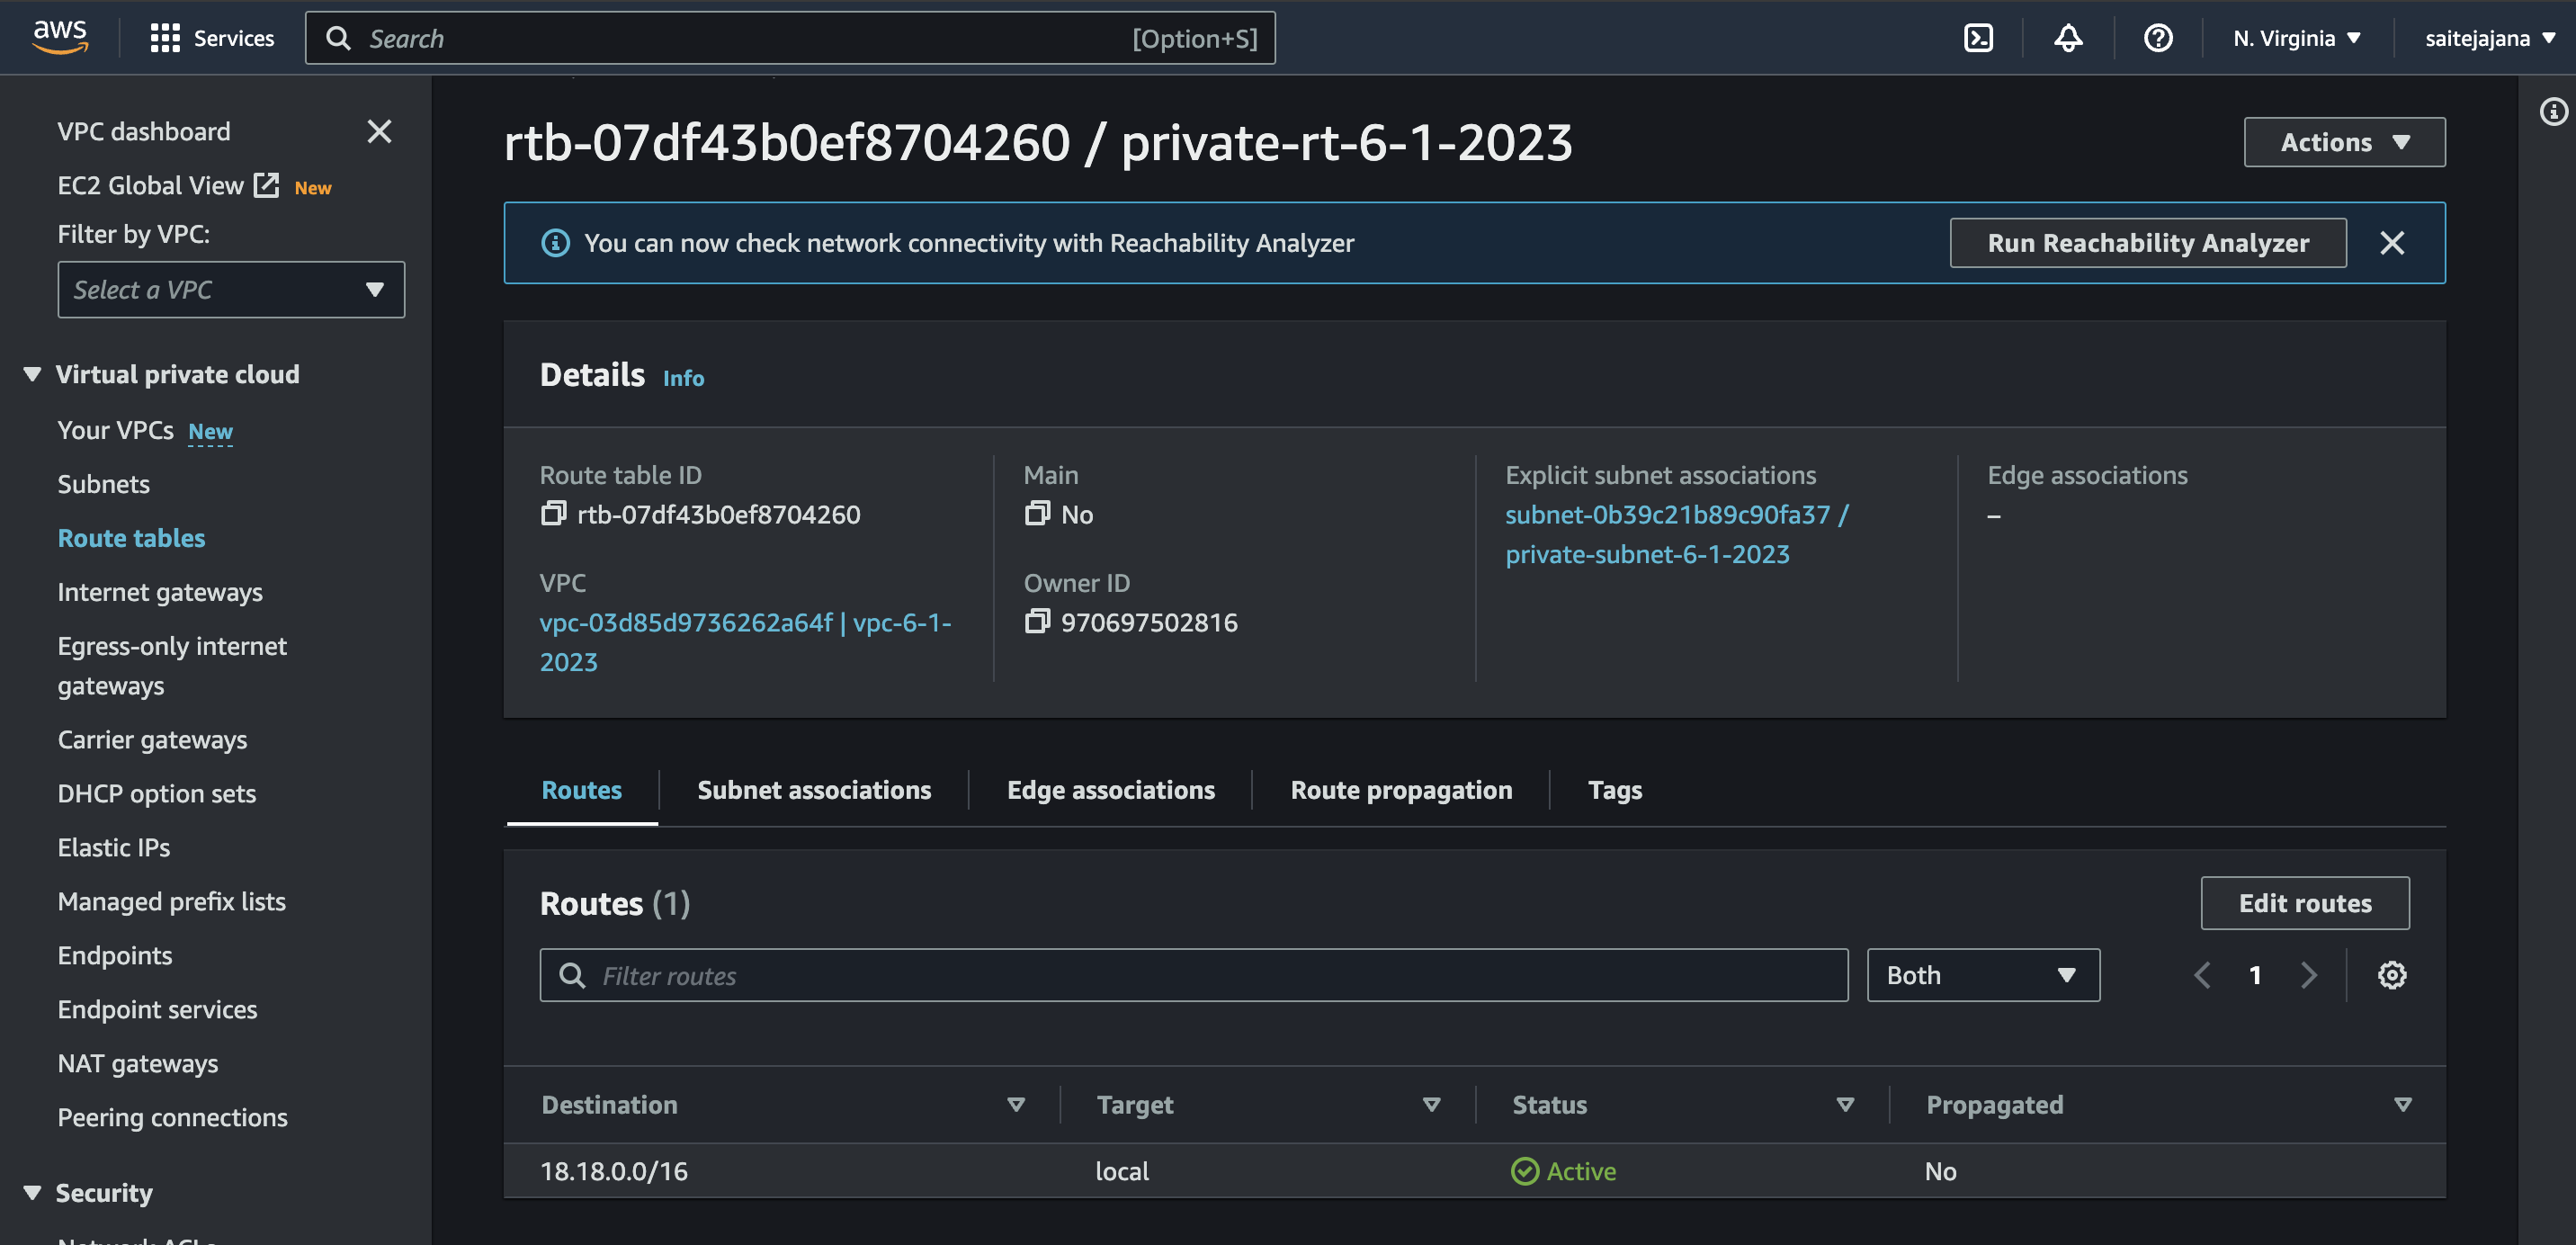 aws
Services
Search
[Option+S]
N. Virginia
saitejajana
VPC dashboard
EC2 Global View New
Filter by VPC:
Select a VPC
Virtual private cloud
Your VPCs New
Subnets
Route tables
Internet gateways
Egress-only internet
gateways
Carrier gateways
DHCP option sets
Elastic IPs
Managed prefix lists
Endpoints
Endpoint services
NAT gateways
Peering connections
Security
rtb-07df43b0ef8704260 / private-rt-6-1-2023
Actions
You can now check network connectivity with Reachability Analyzer
Run Reachability Analyzer
Details Info
Route table ID
rtb-07df43b0ef8704260
Main
No
Explicit subnet associations
subnet-0b39c21b89c90fa37 /
private-subnet-6-1-2023
Edge associations
–
VPC
vpc-03d85d9736262a64f | vpc-6-1-
2023
Owner ID
970697502816
Routes
Subnet associations
Edge associations
Route propagation
Tags
Routes (1)
Edit routes
Filter routes
Both
1
Destination
Target
Status
Propagated
18.18.0.0/16
local
Active
No